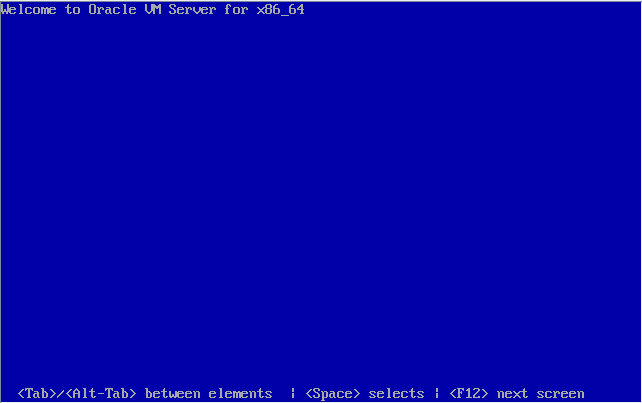 Welcome to Oracle VM Server for x86_64
<Tab>/<Alt-Tab> between elements | <Space> selects | <F12> next screen